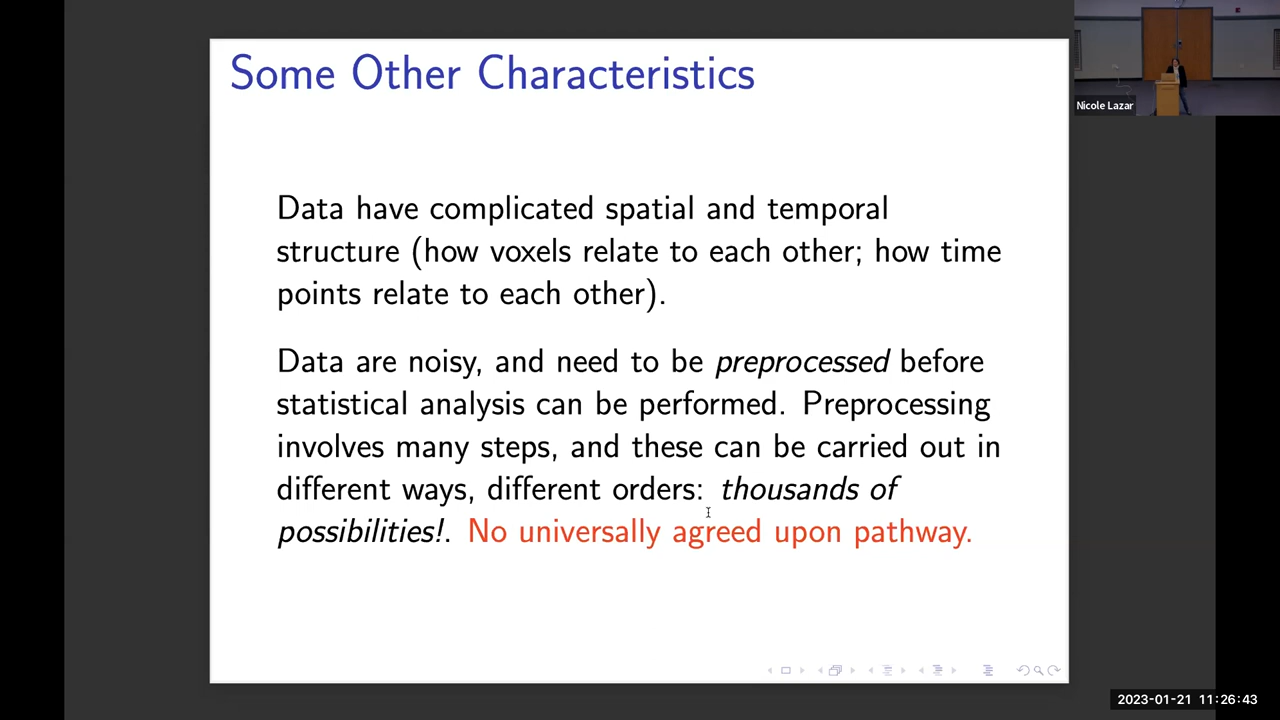 Some Other Characteristics
Nicole Lazar
Data have complicated spatial and temporal
structure (how voxels relate to each other; how time
points relate to each other).
Data are noisy, and need to be preprocessed before
statistical analysis can be performed. Preprocessing
involves many steps, and these can be carried out in
different ways, different orders: thousands of
possibilities!. No universally agreed upon pathway.
2023-01-21 11:26:43